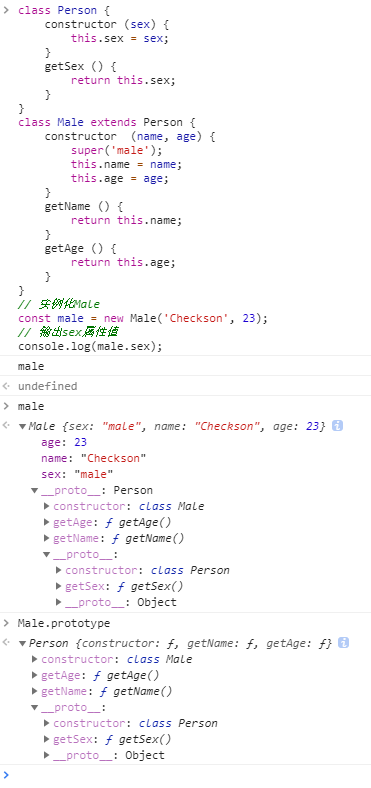 class Person {
constructor (sex) {
this.sex = sex;
}
getSex () {
return this.sex;
}
}
class Male extends Person {
constructor  (name, age) {
super('male');
this.name = name;
this.age = age;
}
getName () {
return this.name;
}
getAge () {
return this.age;
}
}
// 实例化Male
const male = new Male('Checkson', 23);
// 输出sex属性值
console.log(male.sex);
male
undefined
male
Male {sex: "male", name: "Checkson", age: 23}
age: 23
name: "Checkson"
sex: "male"
__proto__: Person
constructor: class Male
getAge: ƒ getAge()
getName: ƒ getName()
__proto__:
constructor: class Person
getSex: ƒ getSex()
__proto__: Object
Male.prototype
Person {constructor: ƒ, getName: ƒ, getAge: ƒ}
constructor: class Male
getAge: ƒ getAge()
getName: ƒ getName()
__proto__:
constructor: class Person
getSex: ƒ getSex()
__proto__: Object